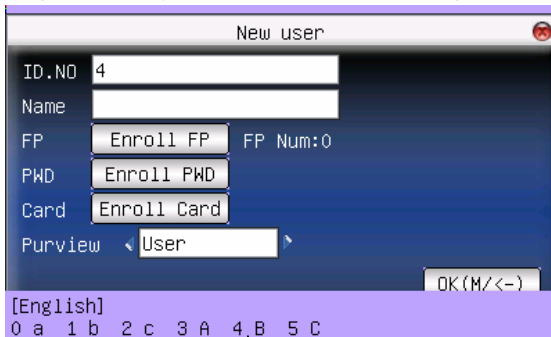 New user
ID.NO 4
Name
FP Enroll FP FP Num:0
PWD Enroll PWD
Card Enroll Card
Purview User
OK(M/<-)
[English]
0 a 1 b 2 c 3 A 4.B 5 C